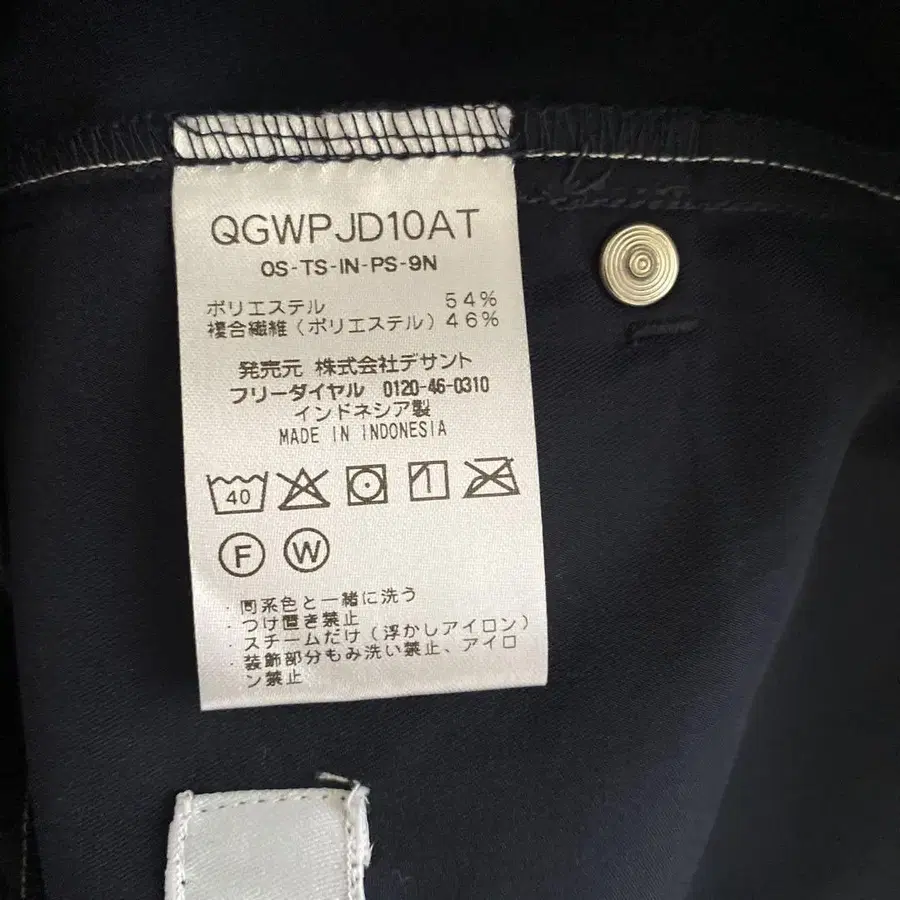 QGWPJD10AT
OS-TS-IN-PS-9N
ポリエステル 54%
複合繊維(ポリエステル)46%
発売元 株式会社デサント
フリーダイヤル 0120-46-0310
インドネシア製
MADE IN INDONESIA
40
F W
・同系色と一緒に洗う
・つけ置き禁止
・スチームだけ(浮かしアイロン)
・装飾部分もみ洗い禁止、アイロ
ン禁止